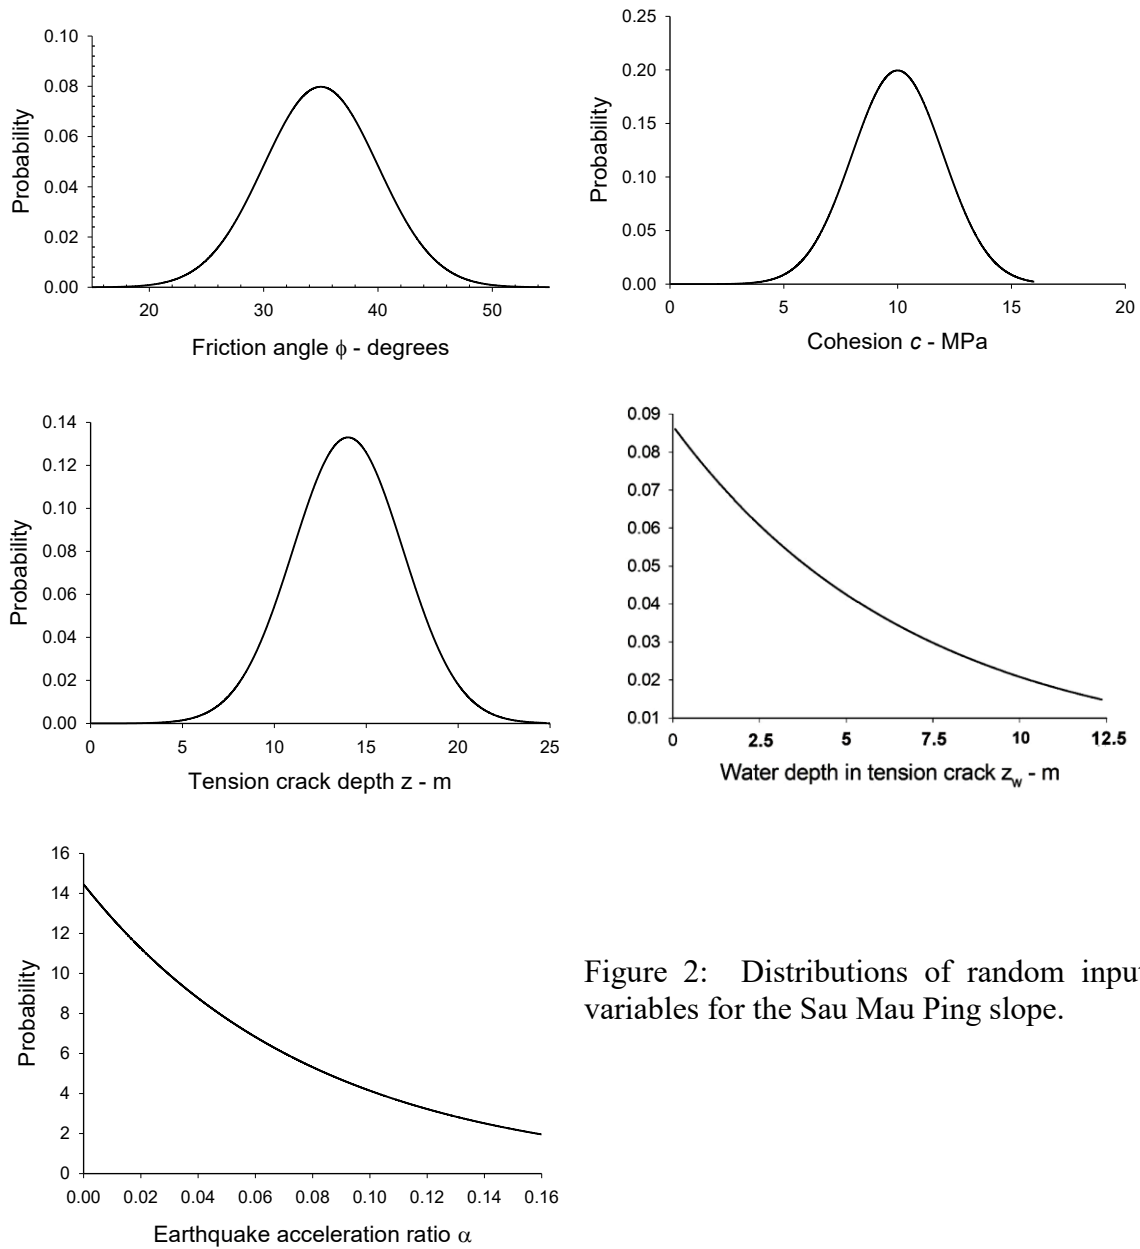 0.10
0.08
0.06
0.04
0.02
0.00
Probability
20 30 40 50
Friction angle ϕ - degrees
0.25
0.20
0.15
0.10
0.05
0.00
Probability
0 5 10 15 20
Cohesion c - MPa
0.14
0.12
0.10
0.08
0.06
0.04
0.02
0.00
Probability
0 5 10 15 20 25
Tension crack depth z - m
0.09
0.08
0.07
0.06
0.05
0.04
0.03
0.02
0.01
0 2.5 5 7.5 10 12.5
Water depth in tension crack zw - m
16
14
12
10
8
6
4
2
0
Probability
0.00 0.02 0.04 0.06 0.08 0.10 0.12 0.14 0.16
Earthquake acceleration ratio α
Figure 2: Distributions of random input
variables for the Sau Mau Ping slope.